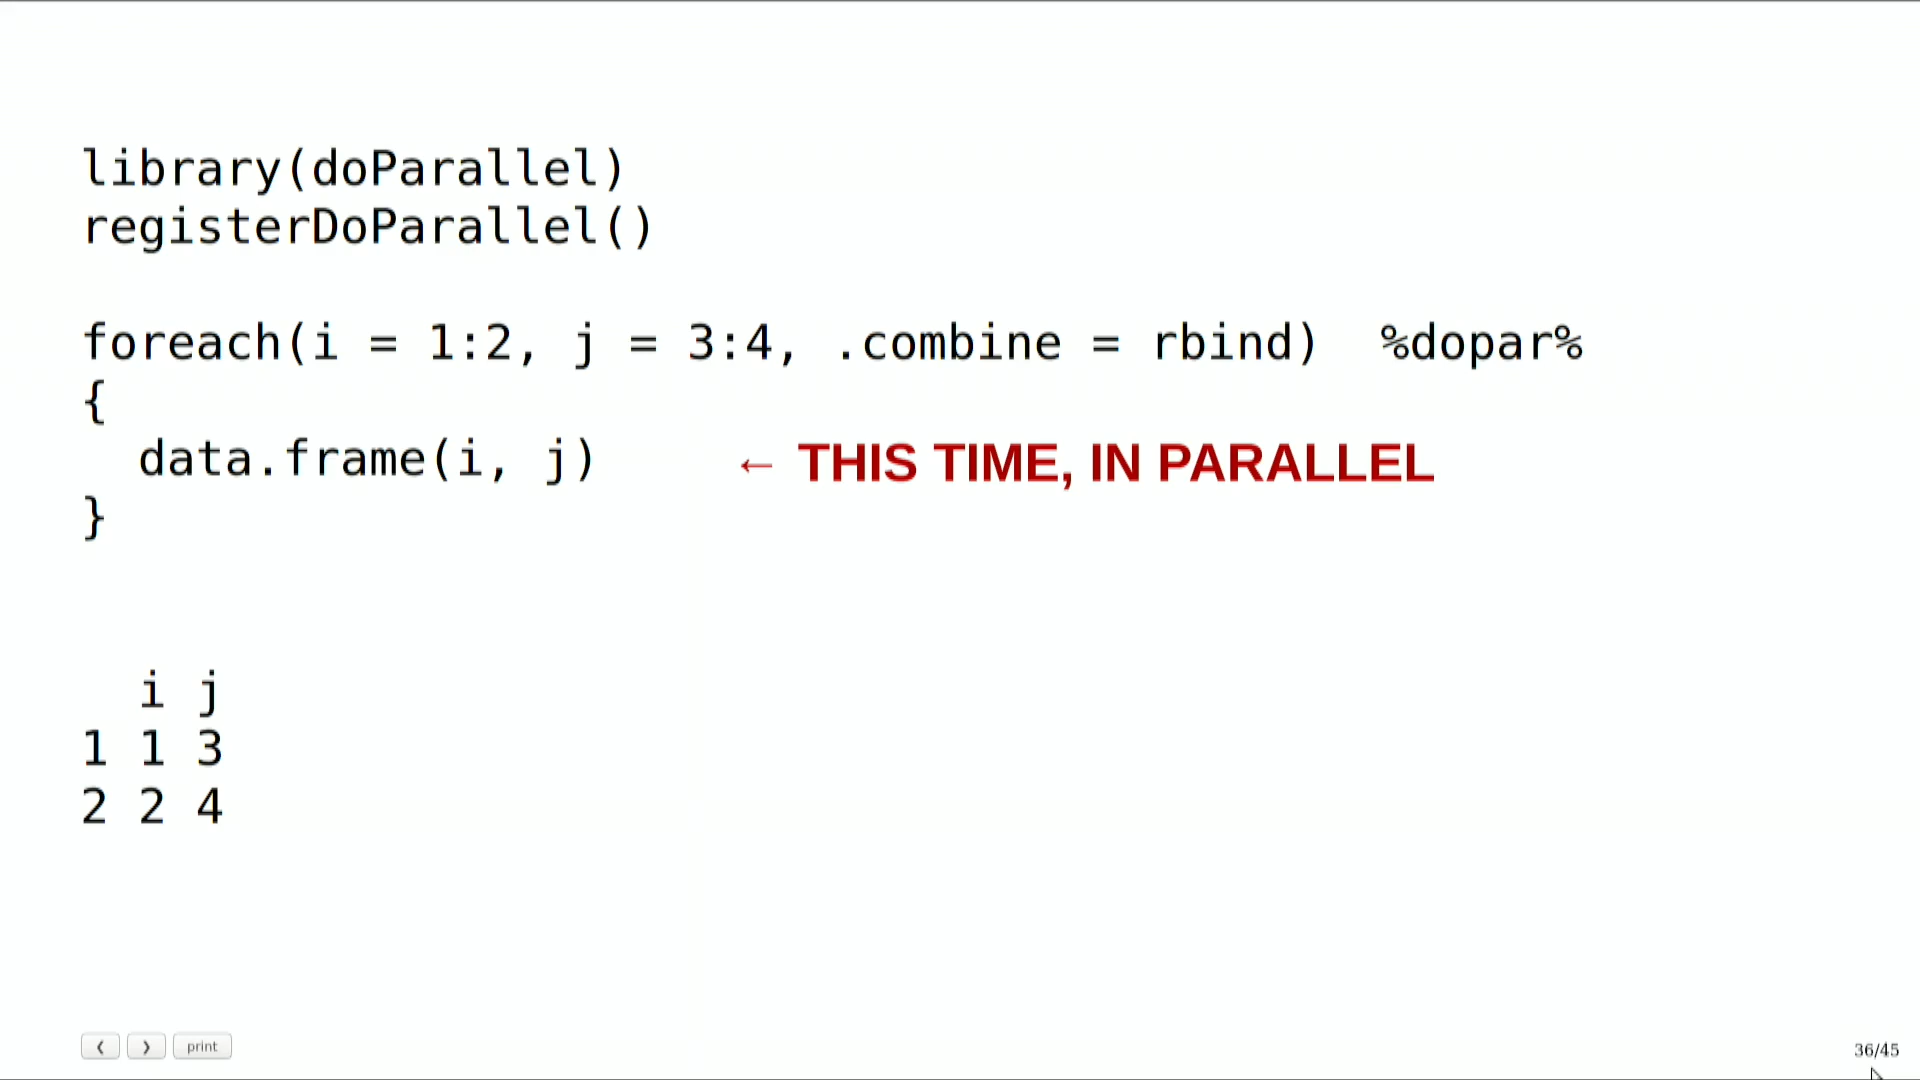 library(doParallel)
registerDoParallel()
foreach(i = 1:2, j = 3:4, .combine = rbind)  %dopar%
{
  data.frame(i, j)     ← THIS TIME, IN PARALLEL
}
  i j
1 1 3
2 2 4
❮ ❯ print
36/45